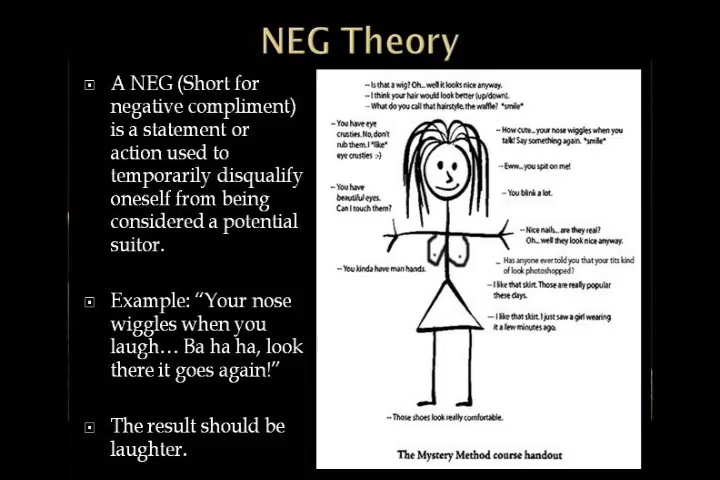 NEG Theory
A NEG (Short for
negative compliment)
is a statement or
action used to
temporarily disqualify
oneself from being
considered a potential
suitor.
Example: “Your nose
wiggles when you
laugh… Ba ha ha, look
there it goes again!”
The result should be
laughter.
-- Is that a wig? Oh... well it looks nice anyway.
-- I think your hair would look better (up/down).
-- What do you call that hairstyle, the waffle? *smile*
-- You have eye
crusties. No, don't
rub them. I *like*
eye crusties :-)
-- How cute... your nose wiggles when you
talk! Say something again. *smile*
-- Eww... you spit on me!
-- You have
beautiful eyes.
Can I touch them?
-- You blink a lot.
-- Nice nails... are they real?
Oh... well they look nice anyway.
-- You kinda have man hands.
... Has anyone ever told you that your tits kind
of look photoshopped?
-- I like that skirt. Those are really popular
these days.
-- I like that skirt. I just saw a girl wearing
it a few minutes ago.
-- Those shoes look really comfortable.
The Mystery Method course handout